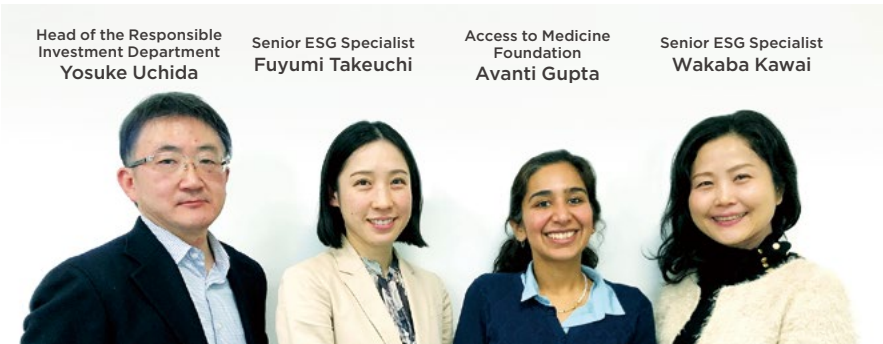 Head of the Responsible
Investment Department
Yosuke Uchida
Senior ESG Specialist
Fuyumi Takeuchi
Access to Medicine
Foundation
Avanti Gupta
Senior ESG Specialist
Wakaba Kawai